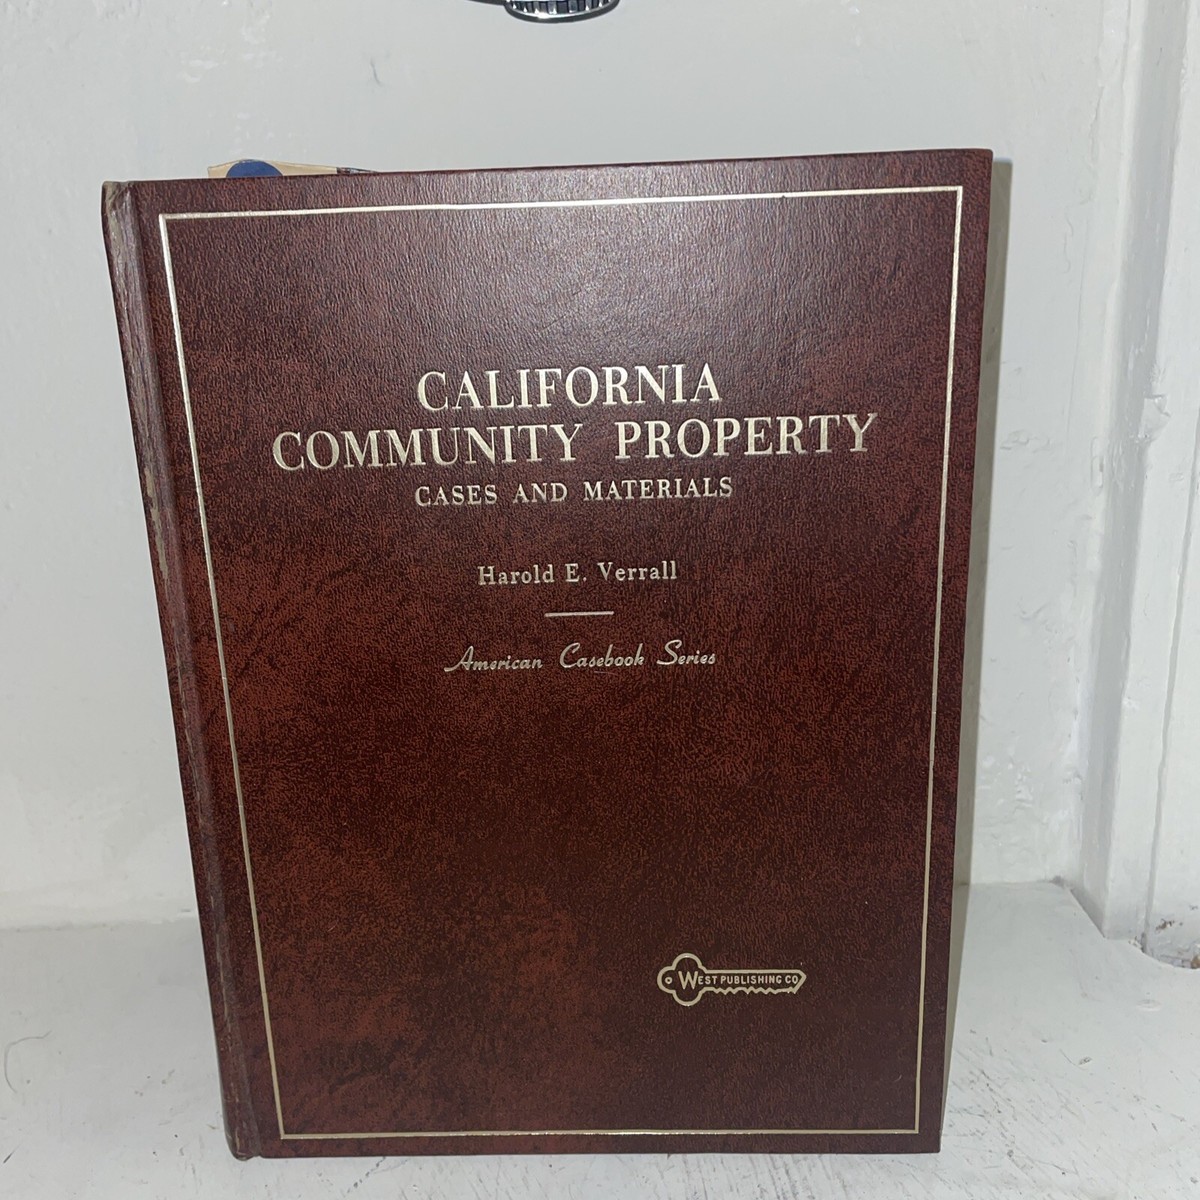 CALIFORNIA
COMMUNITY PROPERTY
CASES AND MATERIALS
Harold E. Verrall
American Casebook Series
WEST PUBLISHING CO